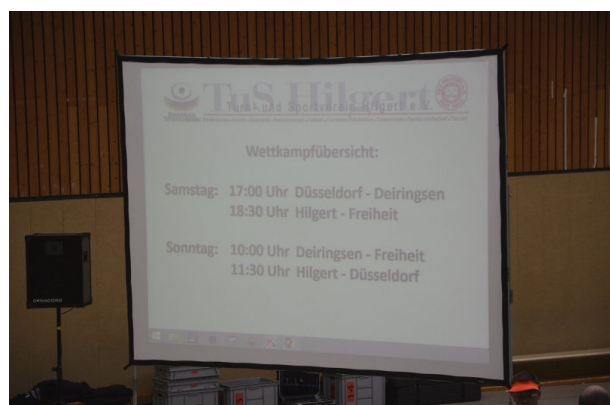 TuS Hilgert
Turn- und Sportverein Hilgert e.V.
Wettkampfübersicht:
Samstag: 17:00 Uhr Düsseldorf - Deiringsen
18:30 Uhr Hilgert - Freiheit
Sonntag: 10:00 Uhr Deiringsen - Freiheit
11:30 Uhr Hilgert - Düsseldorf
DYNACORD